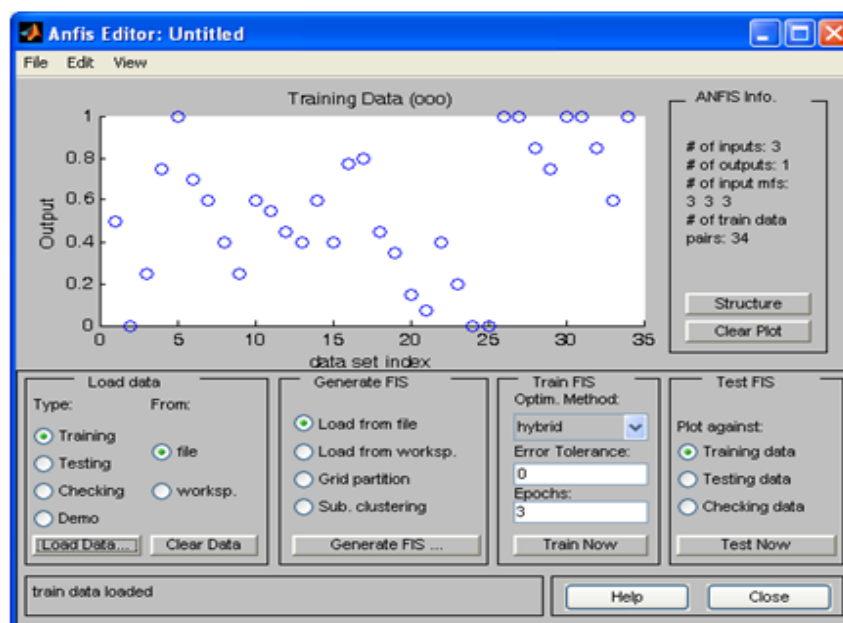 Anfis Editor: Untitled
File Edit View
Training Data (ooo)
1
0.8
0.6
0.4
0.2
0
Output
0 5 10 15 20 25 30 35
data set index
ANFIS Info.
# of inputs: 3
# of outputs: 1
# of input mfs:
3 3 3
# of train data
pairs: 34
Structure
Clear Plot
Load data
Type: From:
Training
Testing
Checking
Demo
file
worksp.
Load Data... Clear Data
Generate FIS
Load from file
Load from worksp.
Grid partition
Sub. clustering
Generate FIS ...
Train FIS
Optim. Method:
hybrid
Error Tolerance:
0
Epochs:
3
Train Now
Test FIS
Plot against:
Training data
Testing data
Checking data
Test Now
train data loaded
Help Close